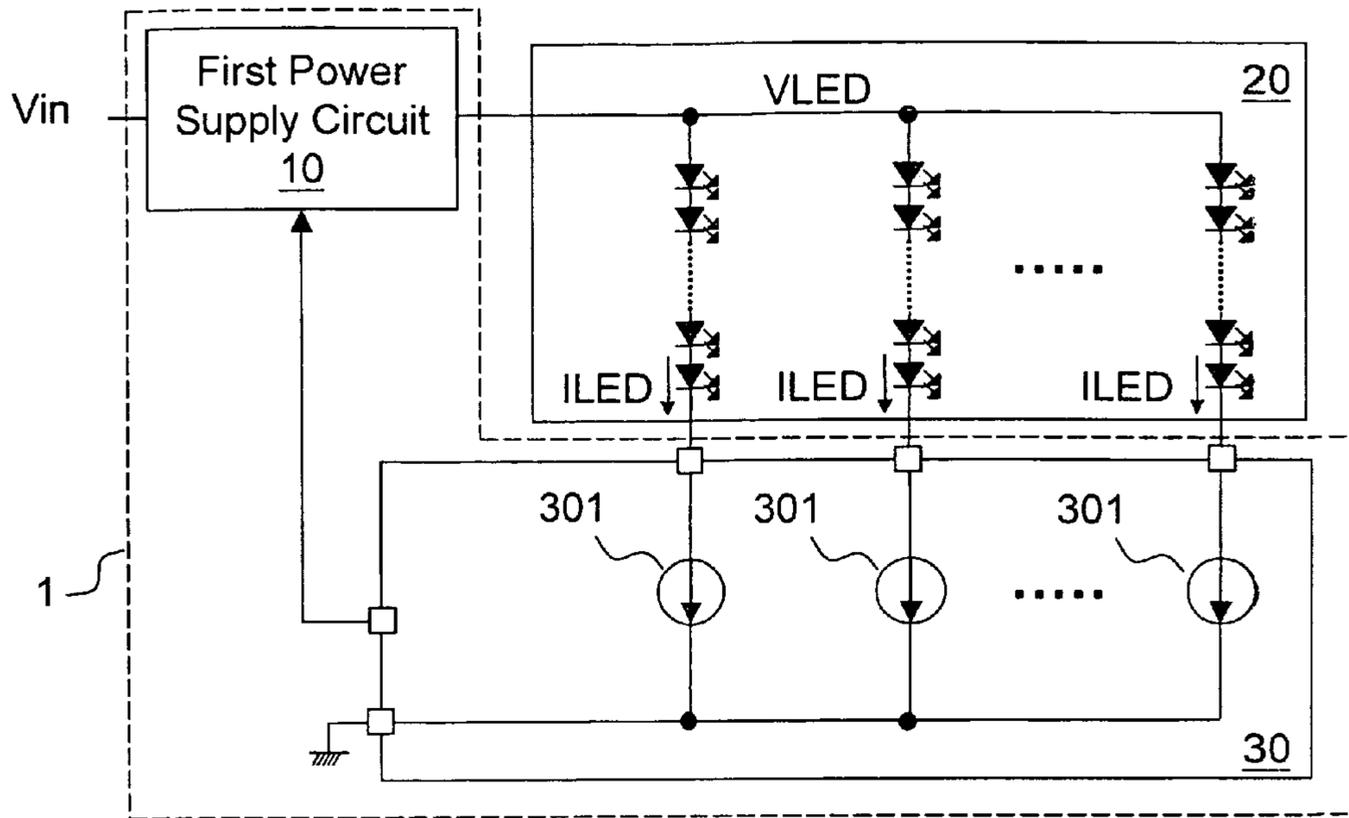 Vin
First Power
Supply Circuit
10
VLED
20
ILED
ILED
ILED
301
301
301
1
30